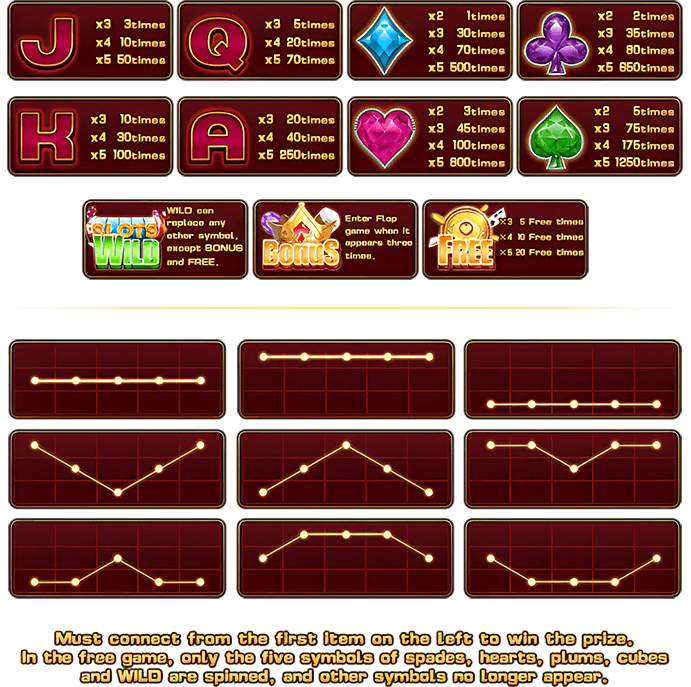 J
x3 3times
x4 10times
x5 50times
Q
x3 5times
x4 20times
x5 70times
x2 1times
x3 30times
x4 70times
x5 500times
x2 2times
x3 35times
x4 80times
x5 650times
K
x3 10times
x4 30times
x5 100times
A
x3 20times
x4 40times
x5 250times
x2 3times
x3 45times
x4 100times
x5 800times
x2 5times
x3 75times
x4 175times
x5 1250times
SLOTS
WILD
WILD can
replace any
other symbol,
except BONUS
and FREE.
BONUS
Enter Flop
game when it
appears three
times.
FREE
x3 5 Free times
x4 10 Free times
x5 20 Free times
Must connect from the first item on the left to win the prize.
In the free game, only the five symbols of spades, hearts, plums, cubes
and WILD are spinned, and other symbols no longer appear.